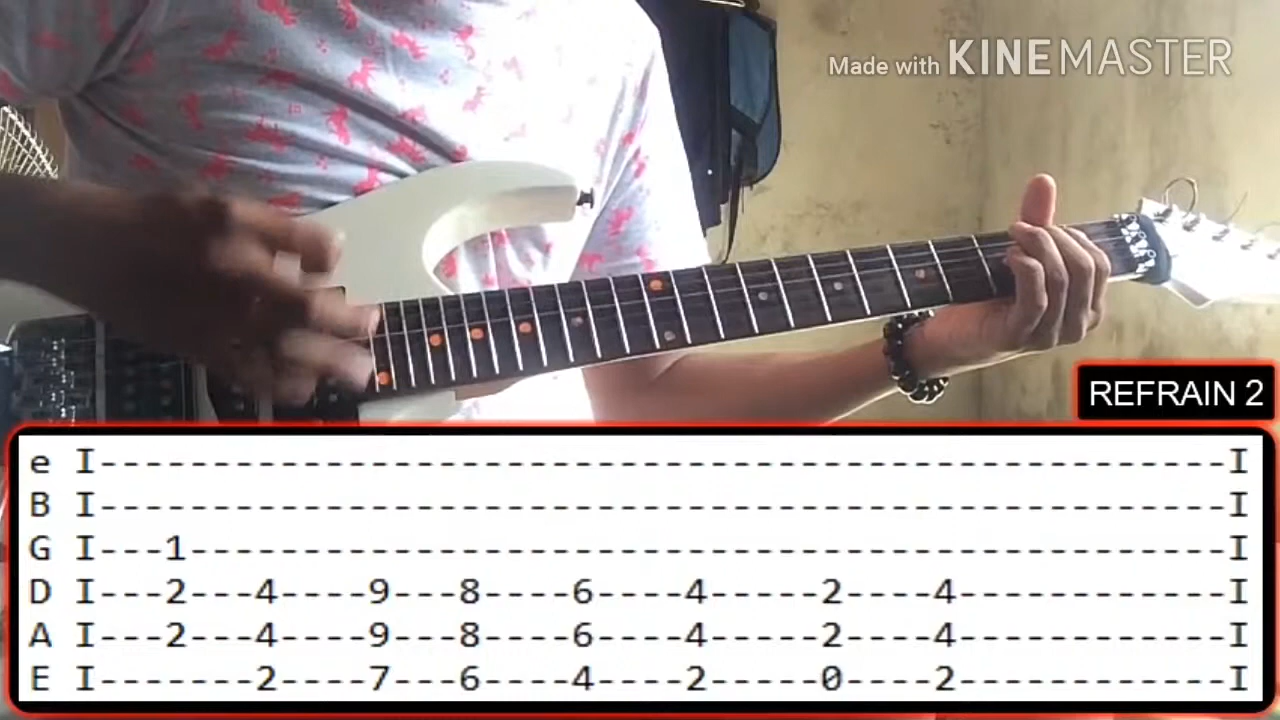 Made with KINEMASTER
REFRAIN 2
e I--------------------------------------------------I
B I--------------------------------------------------I
G I---1----------------------------------------------I
D I---2---4----9---8----6----4-----2----4------------I
A I---2---4----9---8----6----4-----2----4------------I
E I-------2----7---6----4----2-----0----2------------I